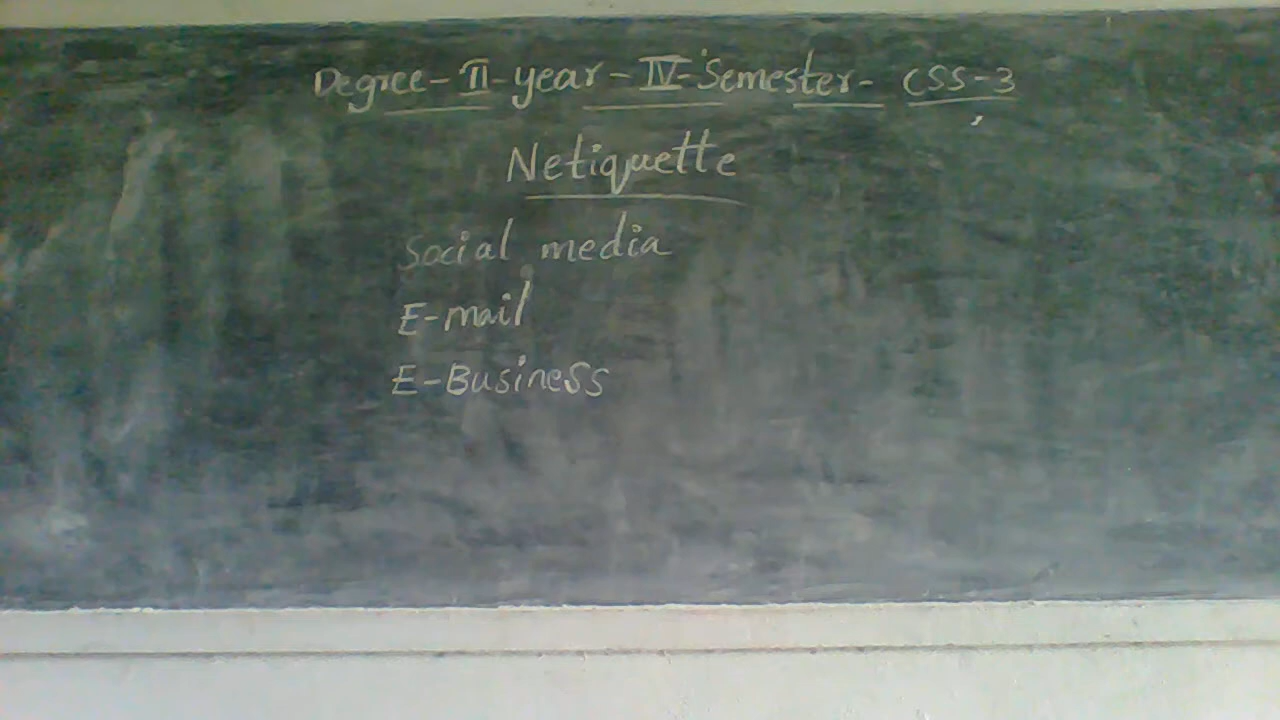 Degree-II-year-IV-Semester-CSS-3
Netiquette
Social media
E-mail
E-Business